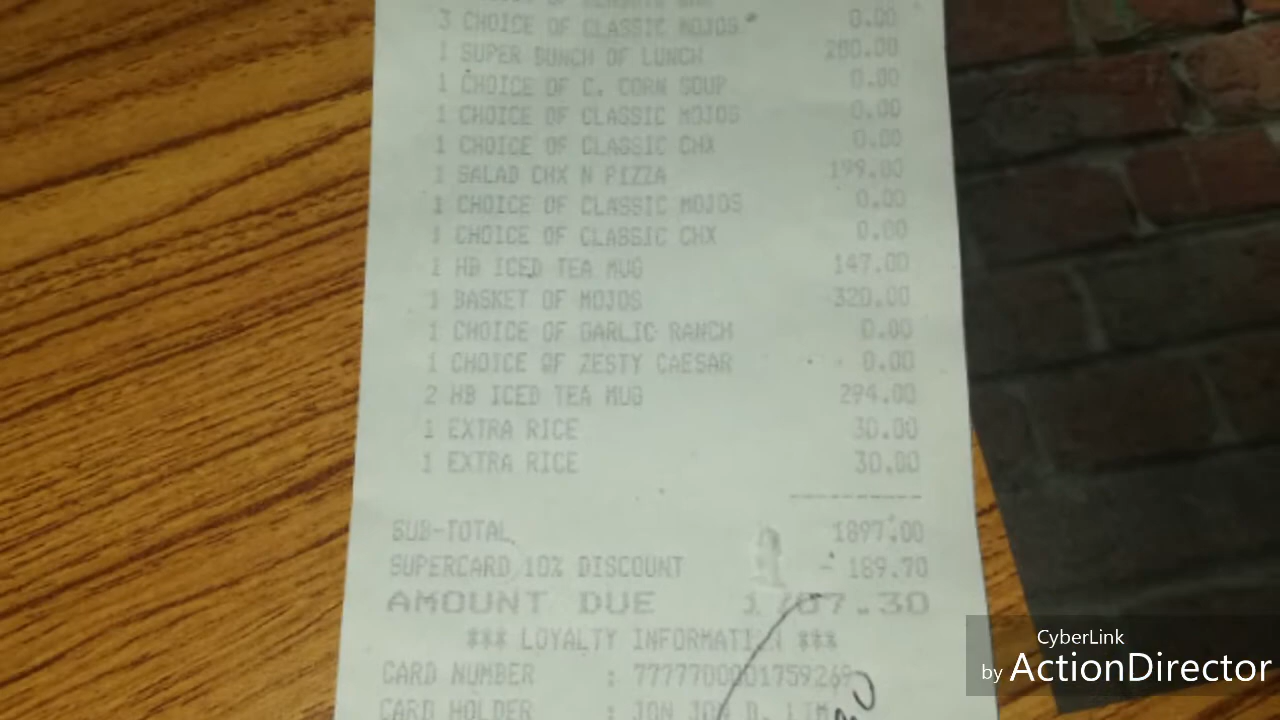 3 CHOICE OF CLASSIC MOJOS 0.00
1 SUPER BUNCH OF LUNCH 280.00
1 CHOICE OF C. CORN SOUP 0.00
1 CHOICE OF CLASSIC MOJOS 0.00
1 CHOICE OF CLASSIC CHX 0.00
1 SALAD CHX N PIZZA 199.00
1 CHOICE OF CLASSIC MOJOS 0.00
1 CHOICE OF CLASSIC CHX 0.00
1 HB ICED TEA MUG 147.00
1 BASKET OF MOJOS 320.00
1 CHOICE OF GARLIC RANCH 0.00
1 CHOICE OF ZESTY CAESAR 0.00
2 HB ICED TEA MUG 294.00
1 EXTRA RICE 30.00
1 EXTRA RICE 30.00
SUB-TOTAL 1897.00
SUPERCARD 10% DISCOUNT - 189.70
AMOUNT DUE 1707.30
*** LOYALTY INFORMATION ***
CARD NUMBER :
CARD HOLDER : JON JON D. LIM
CyberLink
by ActionDirector